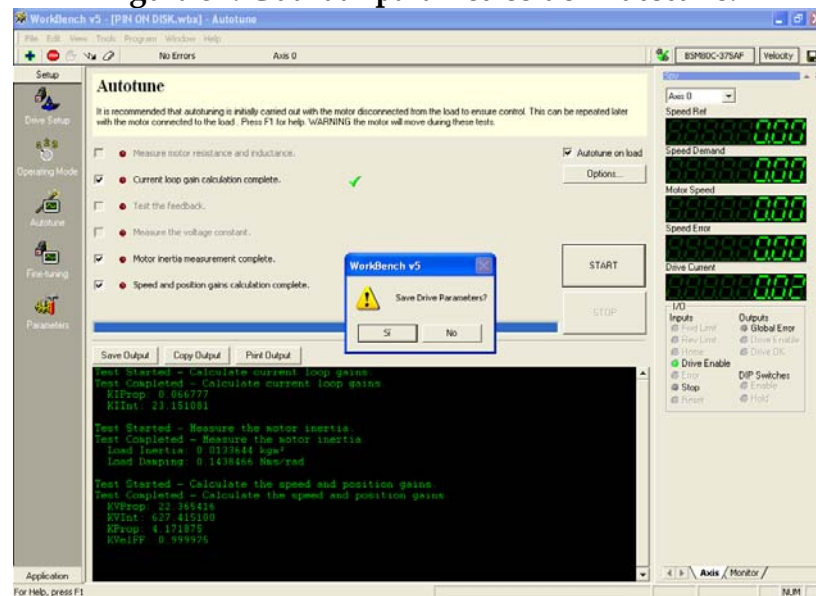 WorkBench v5 - [PIN ON DISK.wbx] - Autotune
File Edit View Tools Program Window Help
No Errors Axis 0
BSM80C-375AF Velocity
Setup
Drive Setup
Operating Mode
Autotune
Fine-tuning
Parameters
Application
Autotune
It is recommended that autotuning is initially carried out with the motor disconnected from the load to ensure control. This can be repeated later
with the motor connected to the load. Press F1 for help. WARNING the motor will move during these tests.
Measure motor resistance and inductance.
Autotune on load
Current loop gain calculation complete.
Options...
Test the feedback.
Measure the voltage constant.
Motor inertia measurement complete.
START
Speed and position gains calculation complete.
STOP
WorkBench v5
Save Drive Parameters?
Sí No
Save Output Copy Output Print Output
Test Started - Calculate current loop gains
Test Completed - Calculate current loop gains
KIProp: 0.066777
KIInt: 23.151081
Test Started - Measure the motor inertia.
Test Completed - Measure the motor inertia
Load Inertia: 0.0123644 kgm²
Load Damping: 0.1438466 Nms/rad
Test Started - Calculate the speed and position gains.
Test Completed - Calculate the speed and position gains.
KVProp: 22.365416
KVInt: 627.415100
KProp: 4.171875
KVelFF: 0.999975
Spy
Axis 0
Speed Ref
0.00
Speed Demand
0.00
Motor Speed
0.00
Speed Error
0.00
Drive Current
0.02
I/O
Inputs Outputs
Fwd Limit Global Error
Rev Limit Drive Enable
Home Drive OK
Drive Enable
Error DIP Switches
Stop Enable
Reset Hold
Axis Monitor
For Help, press F1
NUM